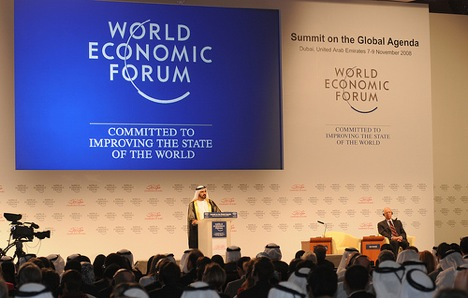 WORLD
ECONOMIC
FORUM
COMMITTED TO
IMPROVING THE STATE
OF THE WORLD
Summit on the Global Agenda
Dubai, United Arab Emirates 7-9 November 2008
WORLD
ECONOMIC
FORUM
COMMITTED TO
IMPROVING THE STATE
OF THE WORLD